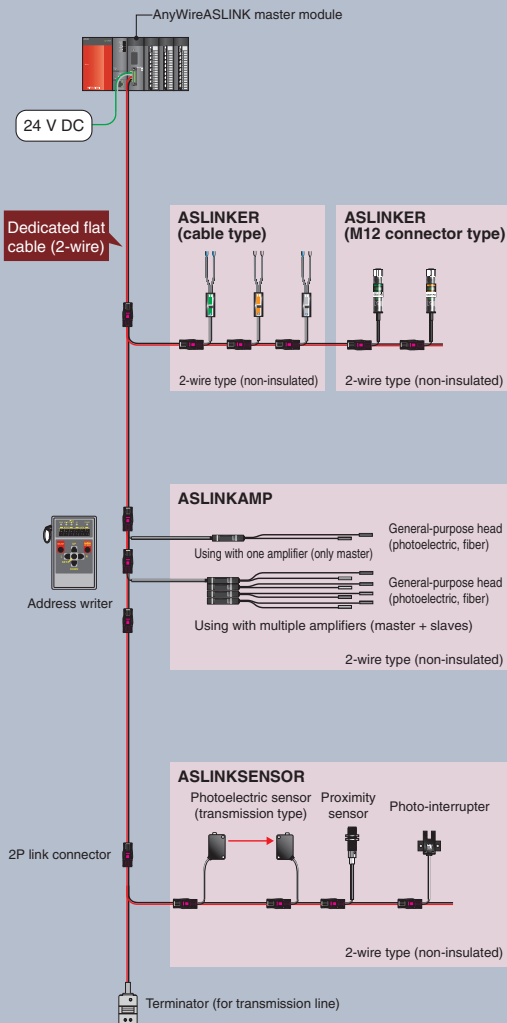 AnyWireASLINK master module
24 V DC
Dedicated flat
cable (2-wire)
ASLINKER
(cable type)
2-wire type (non-insulated)
ASLINKER
(M12 connector type)
2-wire type (non-insulated)
ASLINKAMP
General-purpose head
(photoelectric, fiber)
Using with one amplifier (only master)
General-purpose head
(photoelectric, fiber)
Using with multiple amplifiers (master + slaves)
2-wire type (non-insulated)
Address writer
ASLINKSENSOR
Photoelectric sensor
(transmission type)
Proximity
sensor
Photo-interrupter
2-wire type (non-insulated)
2P link connector
Terminator (for transmission line)